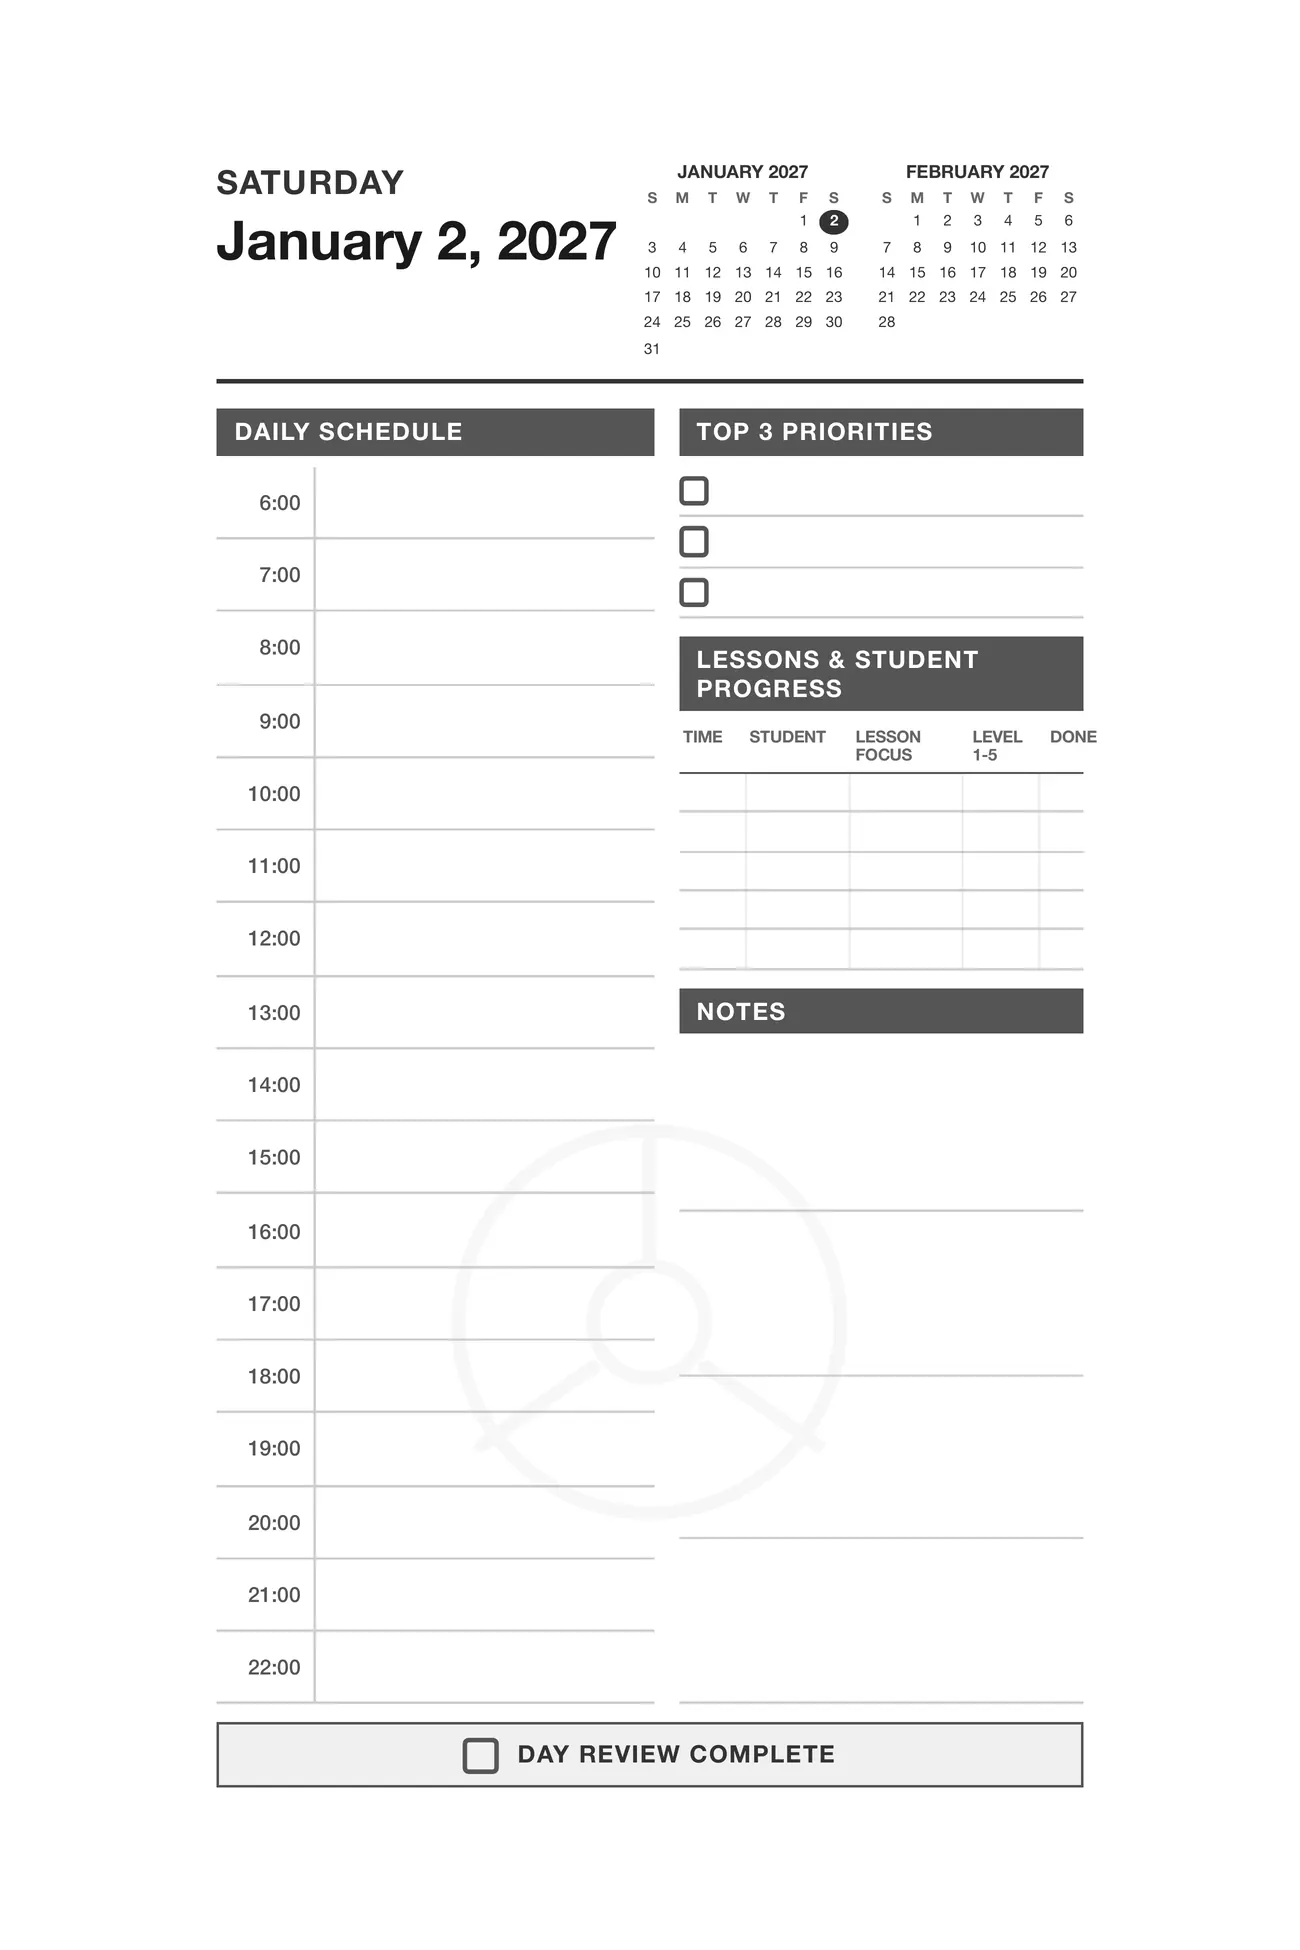 SATURDAY
January 2, 2027
JANUARY 2027
S M T W T F S
1 2
3 4 5 6 7 8 9
10 11 12 13 14 15 16
17 18 19 20 21 22 23
24 25 26 27 28 29 30
31
FEBRUARY 2027
S M T W T F S
1 2 3 4 5 6
7 8 9 10 11 12 13
14 15 16 17 18 19 20
21 22 23 24 25 26 27
28
DAILY SCHEDULE
6:00
7:00
8:00
9:00
10:00
11:00
12:00
13:00
14:00
15:00
16:00
17:00
18:00
19:00
20:00
21:00
22:00
TOP 3 PRIORITIES
LESSONS & STUDENT
PROGRESS
TIME STUDENT LESSON LEVEL DONE
FOCUS 1-5
NOTES
DAY REVIEW COMPLETE